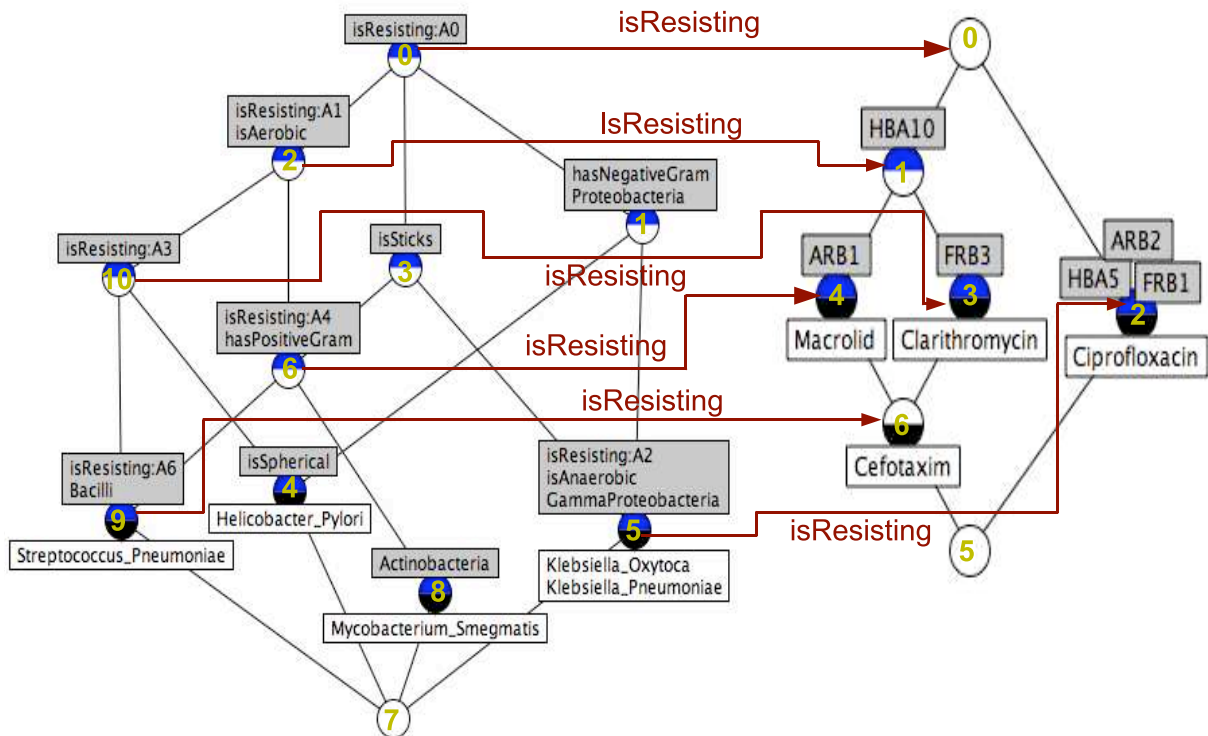 isResisting:A0
0
isResisting
0
isResisting:A1
isAerobic
2
IsResisting
HBA10
1
hasNegativeGram
Proteobacteria
1
isResisting:A3
10
isSticks
3
isResisting
ARB1
4
Macrolid
FRB3
3
Clarithromycin
ARB2
HBA5
FRB1
2
Ciprofloxacin
isResisting:A4
hasPositiveGram
6
isResisting
isResisting
6
Cefotaxim
isResisting:A6
Bacilli
9
Streptococcus_Pneumoniae
isSpherical
4
Helicobacter_Pylori
isResisting:A2
isAnaerobic
GammaProteobacteria
5
Klebsiella_Oxytoca
Klebsiella_Pneumoniae
isResisting
5
Actinobacteria
8
Mycobacterium_Smegmatis
7